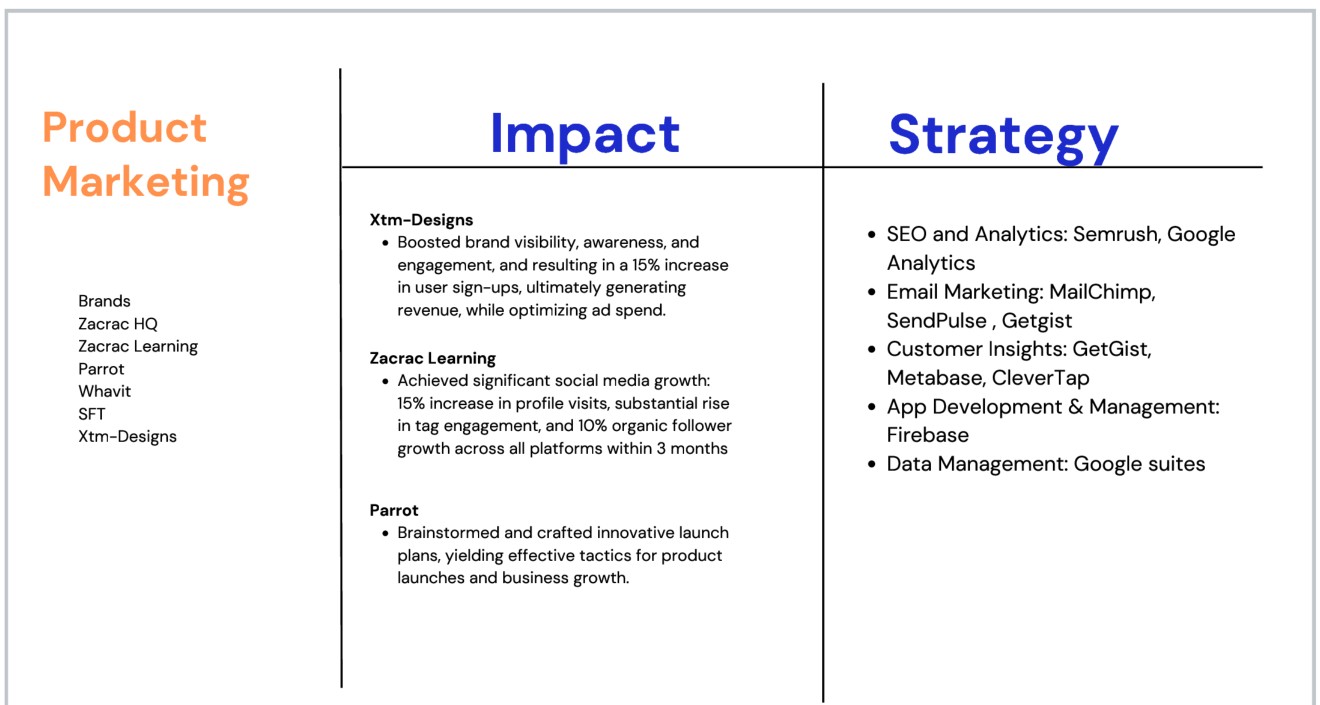 Product
Marketing
Brands
Zacrac HQ
Zacrac Learning
Parrot
Whavit
SFT
Xtm-Designs
Impact
Xtm-Designs
• Boosted brand visibility, awareness, and
engagement, and resulting in a 15% increase
in user sign-ups, ultimately generating
revenue, while optimizing ad spend.
Zacrac Learning
• Achieved significant social media growth:
15% increase in profile visits, substantial rise
in tag engagement, and 10% organic follower
growth across all platforms within 3 months
Parrot
• Brainstormed and crafted innovative launch
plans, yielding effective tactics for product
launches and business growth.
Strategy
• SEO and Analytics: Semrush, Google
Analytics
• Email Marketing: MailChimp,
SendPulse , Getgist
• Customer Insights: GetGist,
Metabase, CleverTap
• App Development & Management:
Firebase
• Data Management: Google suites